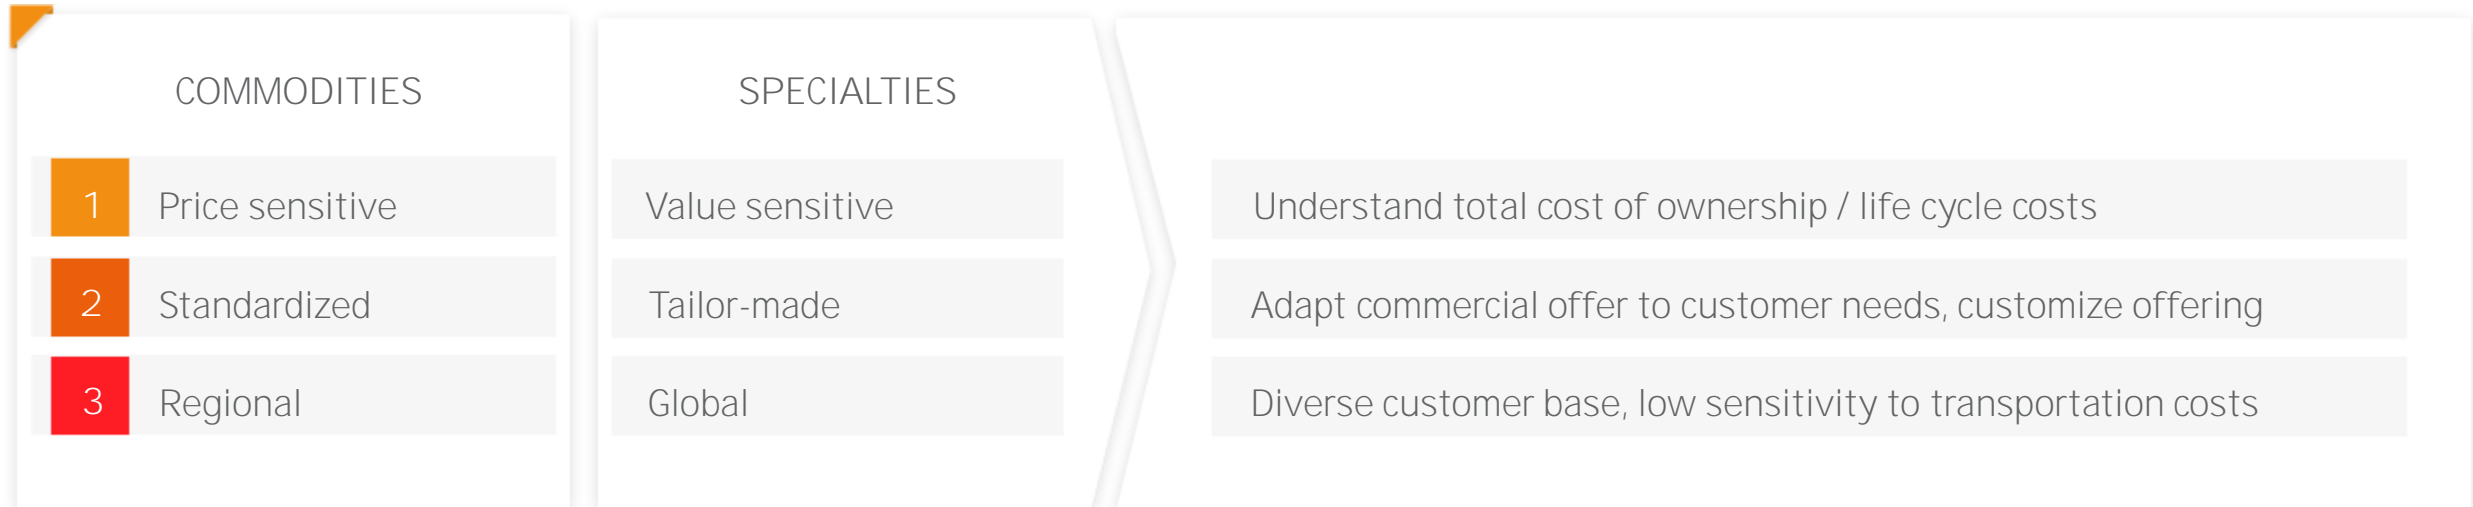 COMMODITIES
SPECIALTIES
1 Price sensitive
Value sensitive
Understand total cost of ownership / life cycle costs
2 Standardized
Tailor-made
Adapt commercial offer to customer needs, customize offering
3 Regional
Global
Diverse customer base, low sensitivity to transportation costs